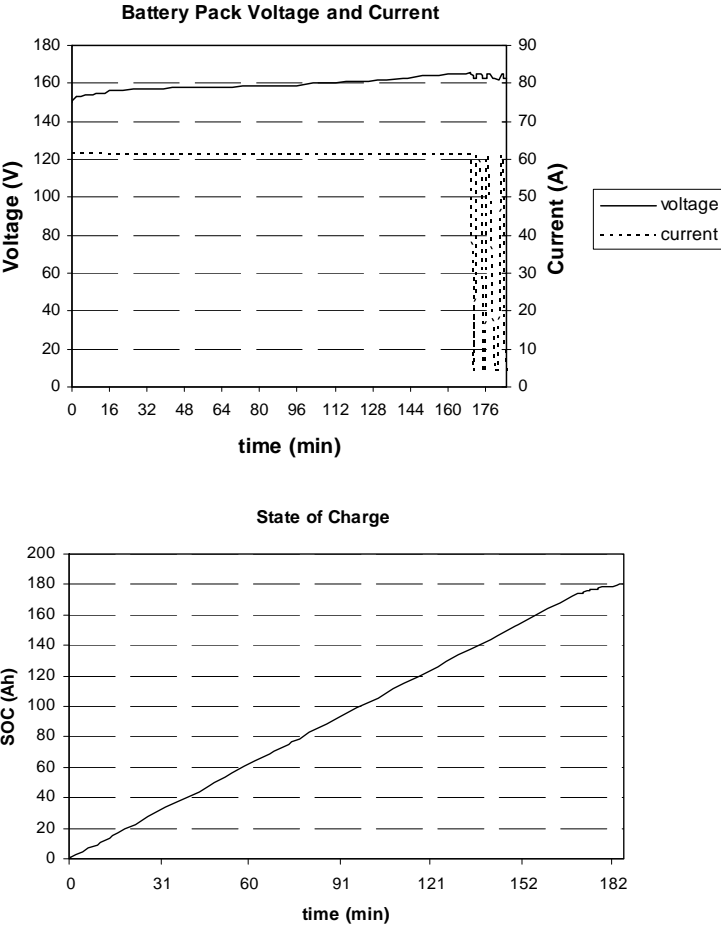 Battery Pack Voltage and Current
180
160
140
120
100
80
60
40
20
0
Voltage (V)
90
80
70
60
50
40
30
20
10
0
Current (A)
voltage
current
0 16 32 48 64 80 96 112 128 144 160 176
time (min)
State of Charge
200
180
160
140
120
100
80
60
40
20
0
SOC (Ah)
0 31 60 91 121 152 182
time (min)